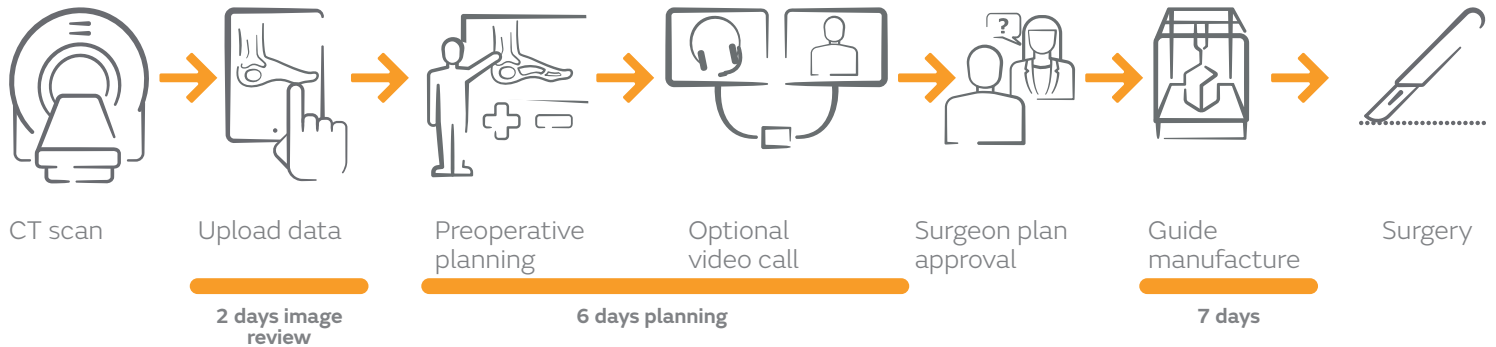 ?
CT scan
Upload data
Preoperative
planning
Optional
video call
Surgeon plan
approval
Guide
manufacture
Surgery
2 days image
review
6 days planning
7 days